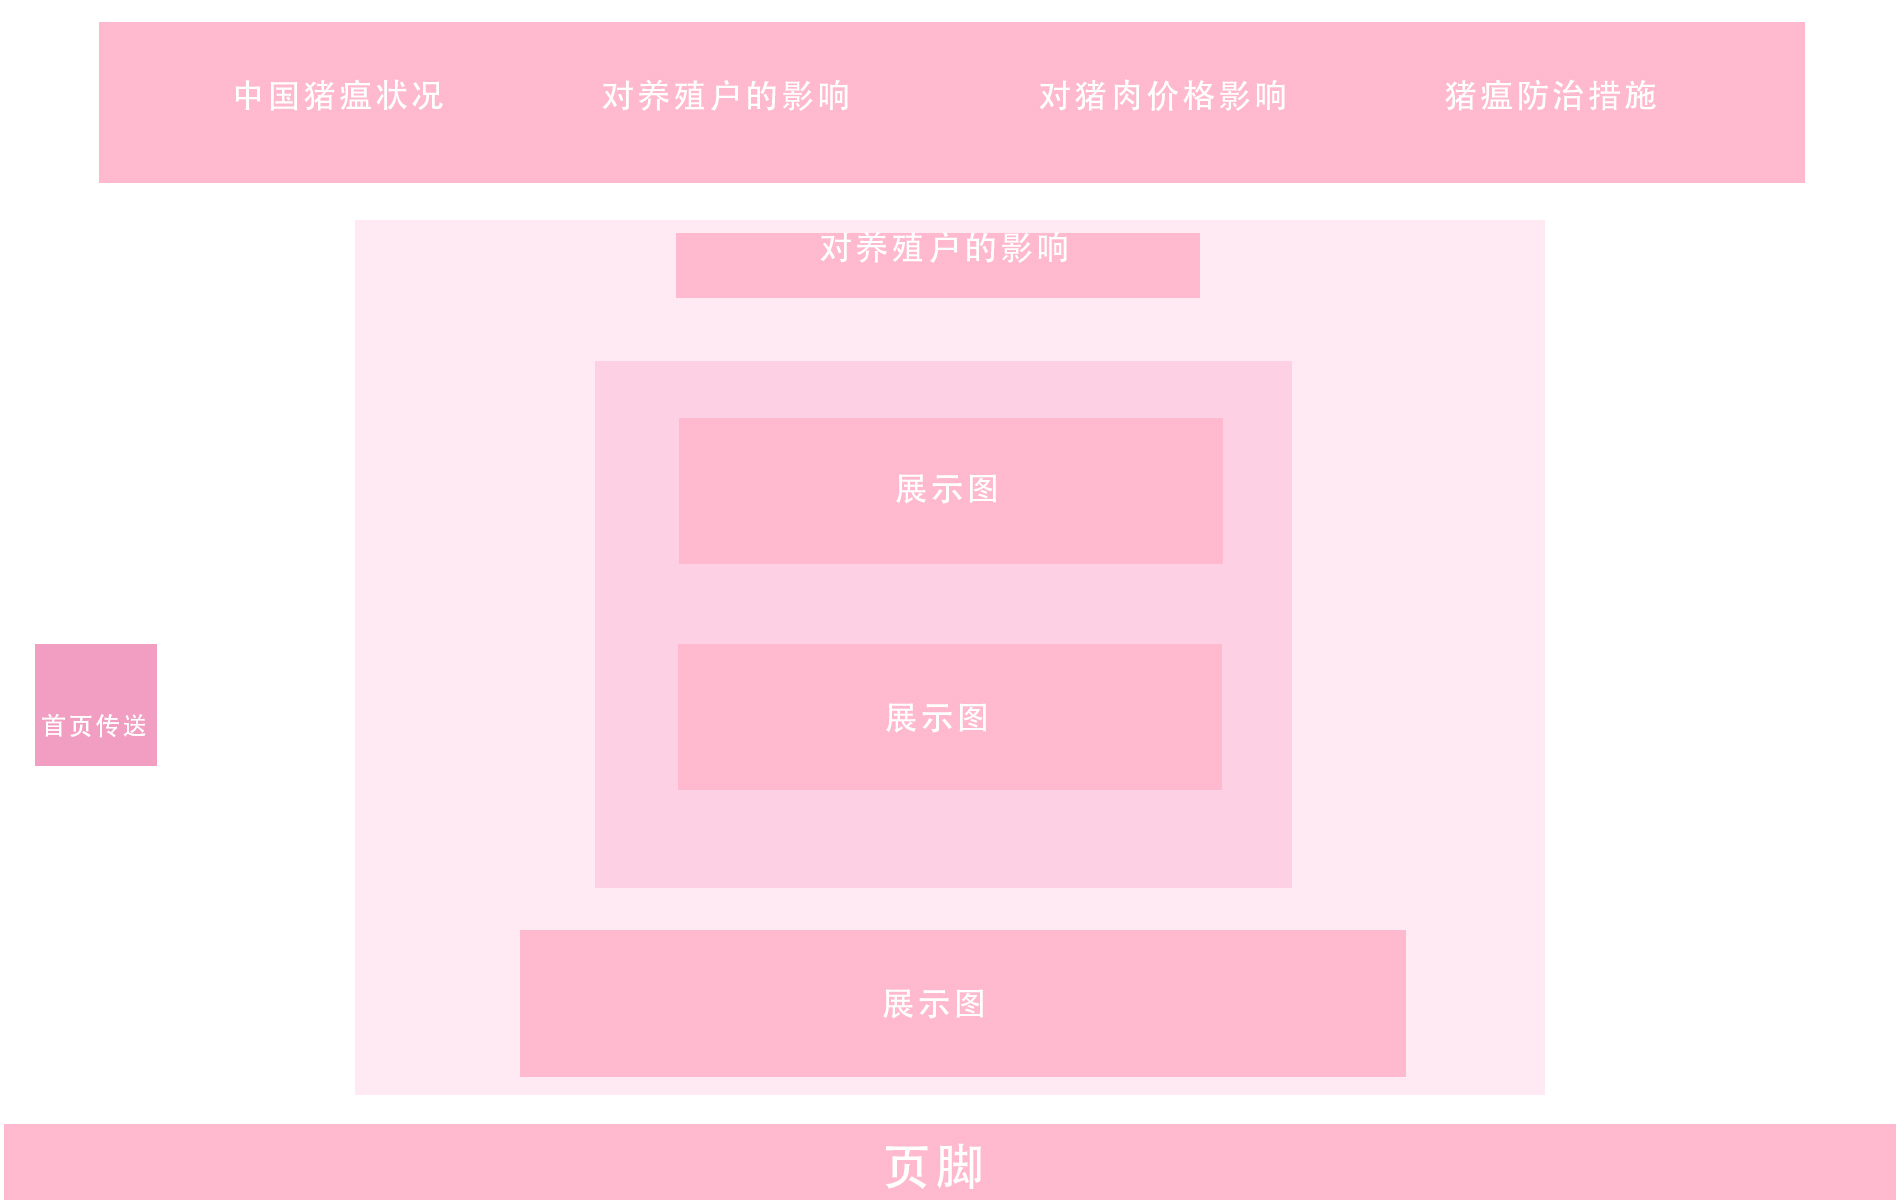 中国猪瘟状况
对养殖户的影响
对猪肉价格影响
猪瘟防治措施
对养殖户的影响
展示图
展示图
首页传送
展示图
页脚